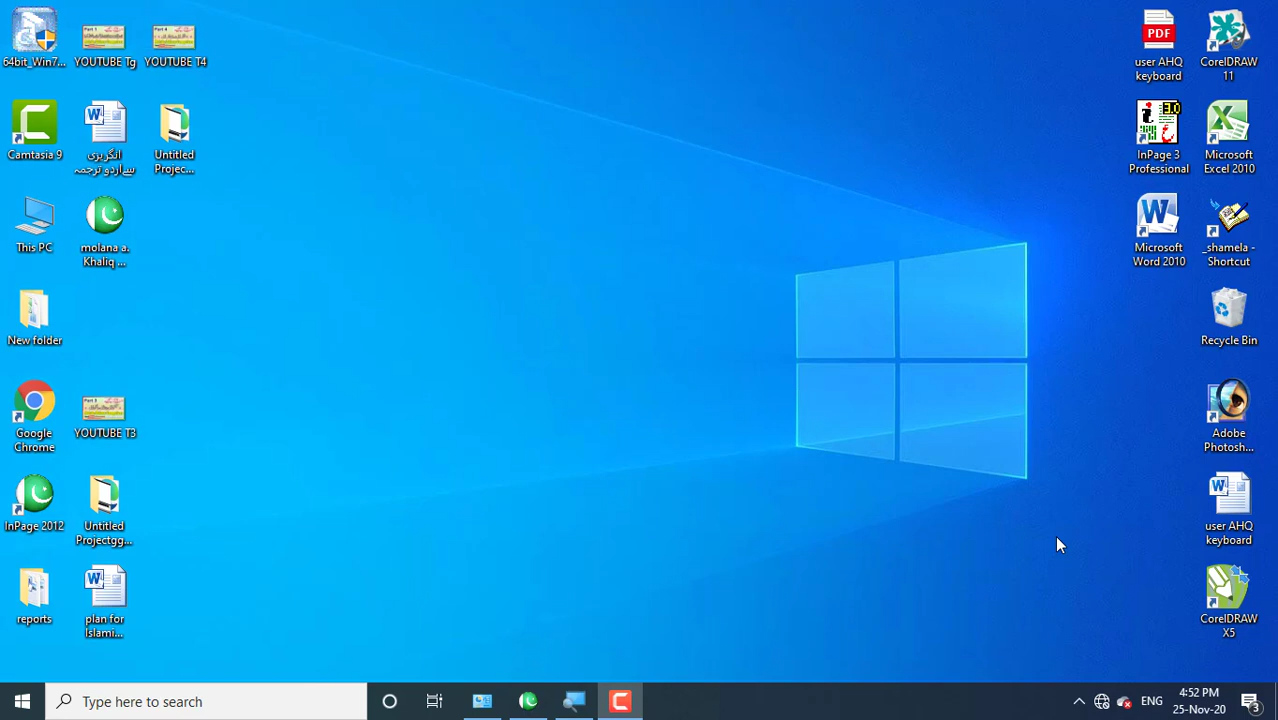 64bit_Win7...
YOUTUBE Tg
YOUTUBE T4
Camtasia 9
انگریزی
سے اردو ترجمہ
Untitled
Projec...
This PC
molana a.
Khaliq ...
New folder
Google
Chrome
YOUTUBE T3
InPage 2012
Untitled
Projectgg...
reports
plan for
Islami...
PDF
user AHQ
keyboard
CorelDRAW
11
3.0
InPage 3
Professional
Microsoft
Excel 2010
Microsoft
Word 2010
_shamela -
Shortcut
Recycle Bin
Adobe
Photosh...
user AHQ
keyboard
CorelDRAW
X5
Type here to search
ENG
4:52 PM
25-Nov-20
3